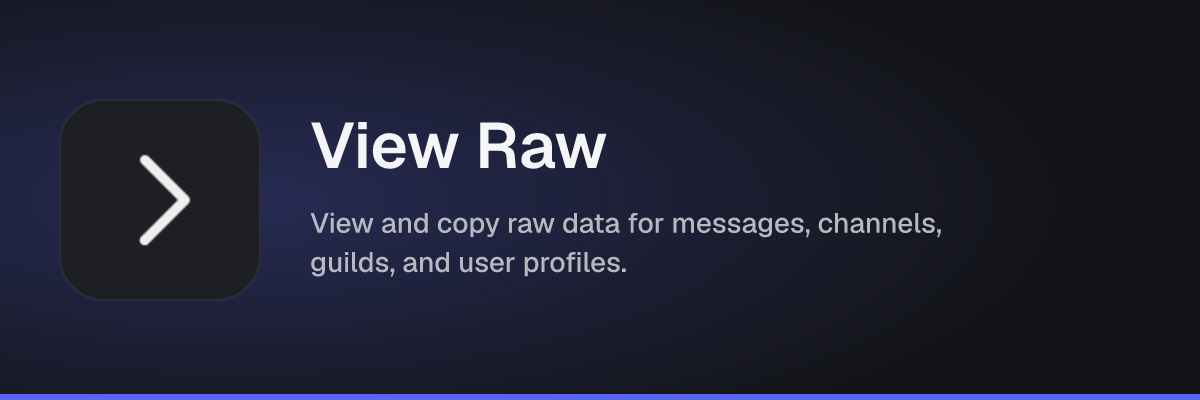 View Raw
View and copy raw data for messages, channels,
guilds, and user profiles.